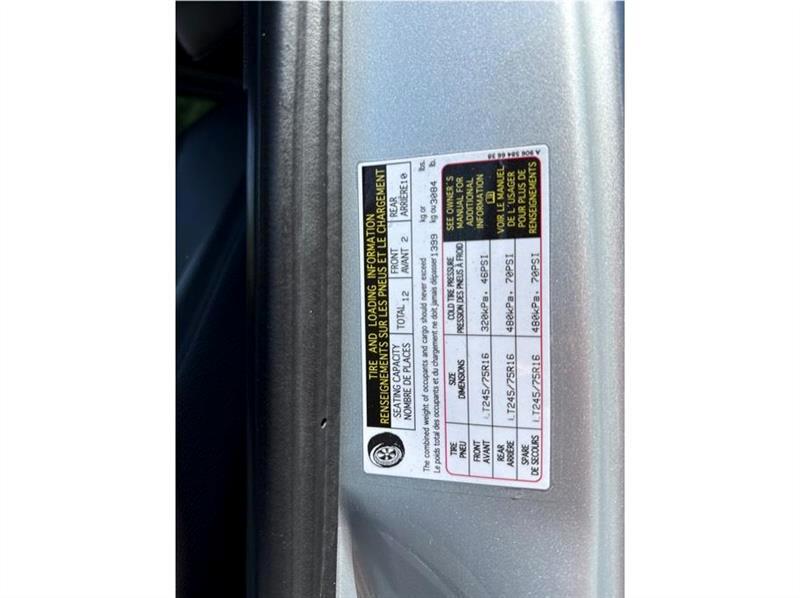 TIRE AND LOADING INFORMATION
RENSEIGNEMENTS SUR LES PNEUS ET LE CHARGEMENT
SEATING CAPACITY
NOMBRE DE PLACES
TOTAL 12
FRONT
AVANT 2
REAR
ARRIÈRE10
The combined weight of occupants and cargo should never exceed kg or lbs.
Le poids total des occupants et du chargement ne doit jamais dépasser 1399 kg ou 3084 lb.
TIRE
PNEU
SIZE
DIMENSIONS
COLD TIRE PRESSURE
PRESSION DES PNEUS À FROID
FRONT
AVANT
LT245/75R16
320kPa, 46PSI
REAR
ARRIÈRE
LT245/75R16
480kPa, 70PSI
SPARE
DE SECOURS
LT245/75R16
480kPa, 70PSI
SEE OWNER'S
MANUAL FOR
ADDITIONAL
INFORMATION
VOIR LE MANUEL
DE L'USAGER
POUR PLUS DE
RENSEIGNEMENTS
A 906 584 66 38